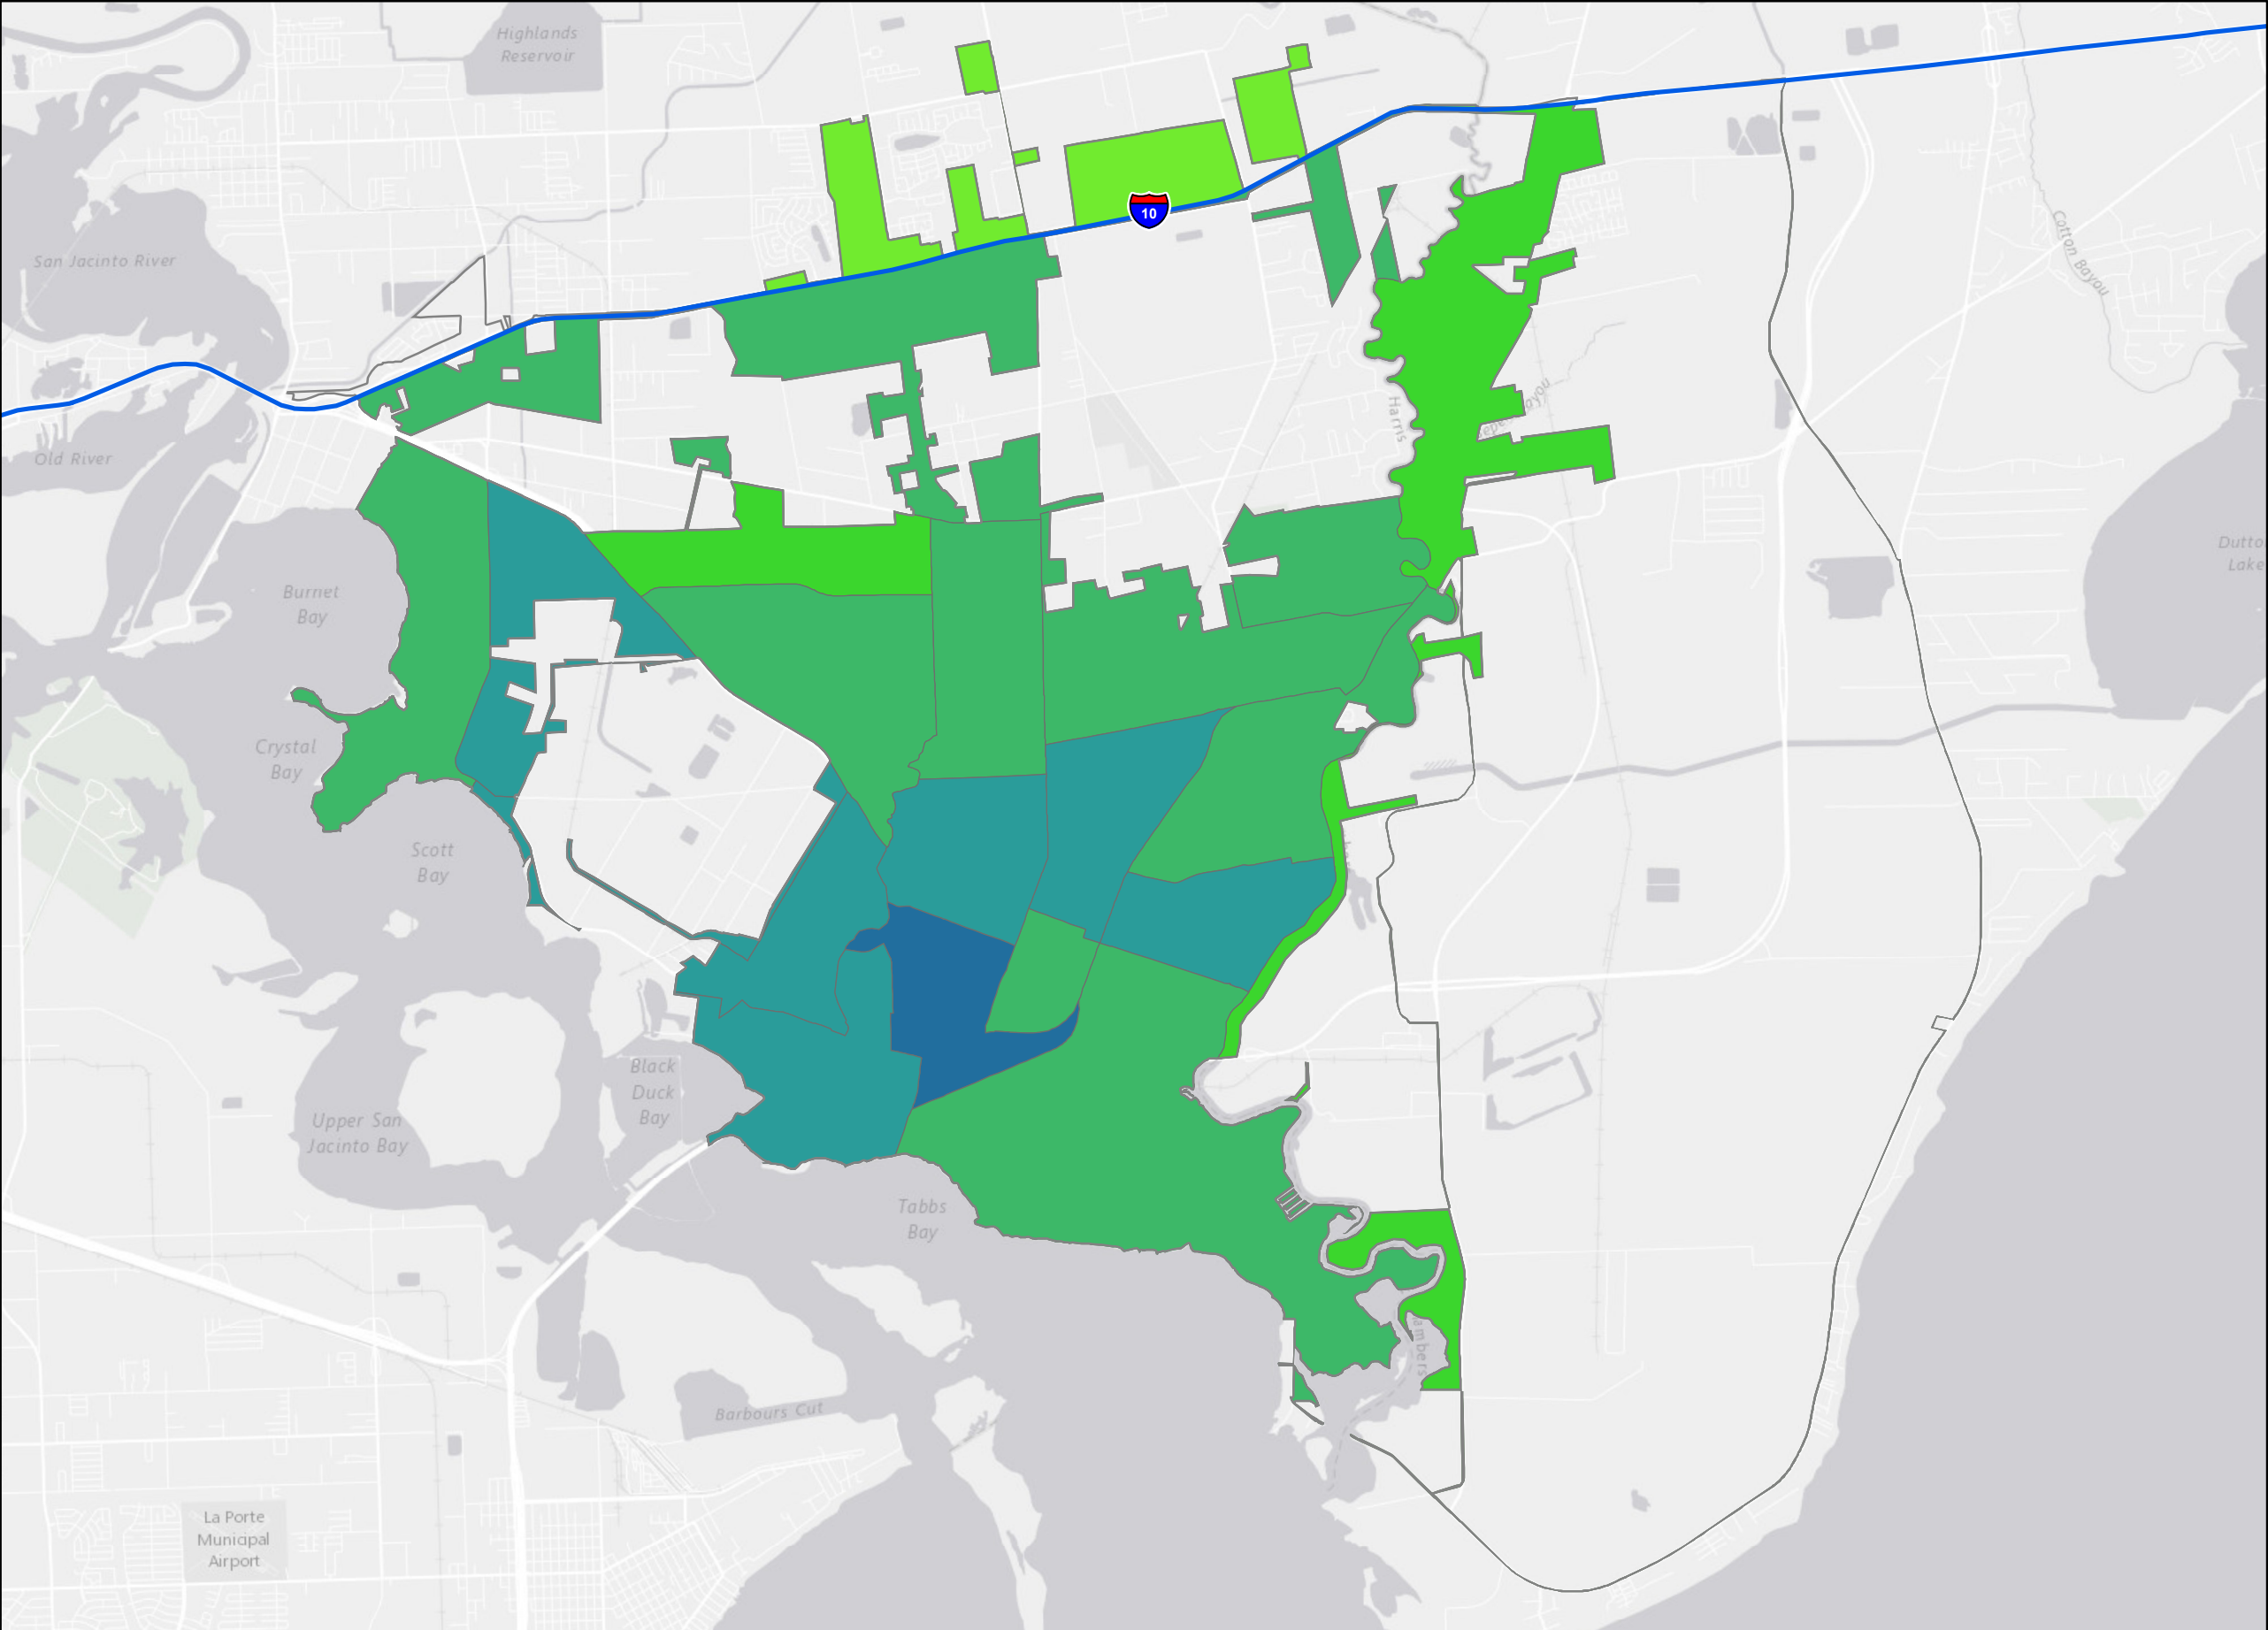 Highlands
Reservoir
10
San Jacinto River
Cotton Bayou
Harris
Old River
Dutto
Lake
Burnet
Bay
Crystal
Bay
Scott
Bay
Black
Duck
Bay
Upper San
Jacinto Bay
Tabbs
Bay
Barbours Cut
La Porte
Municipal
Airport